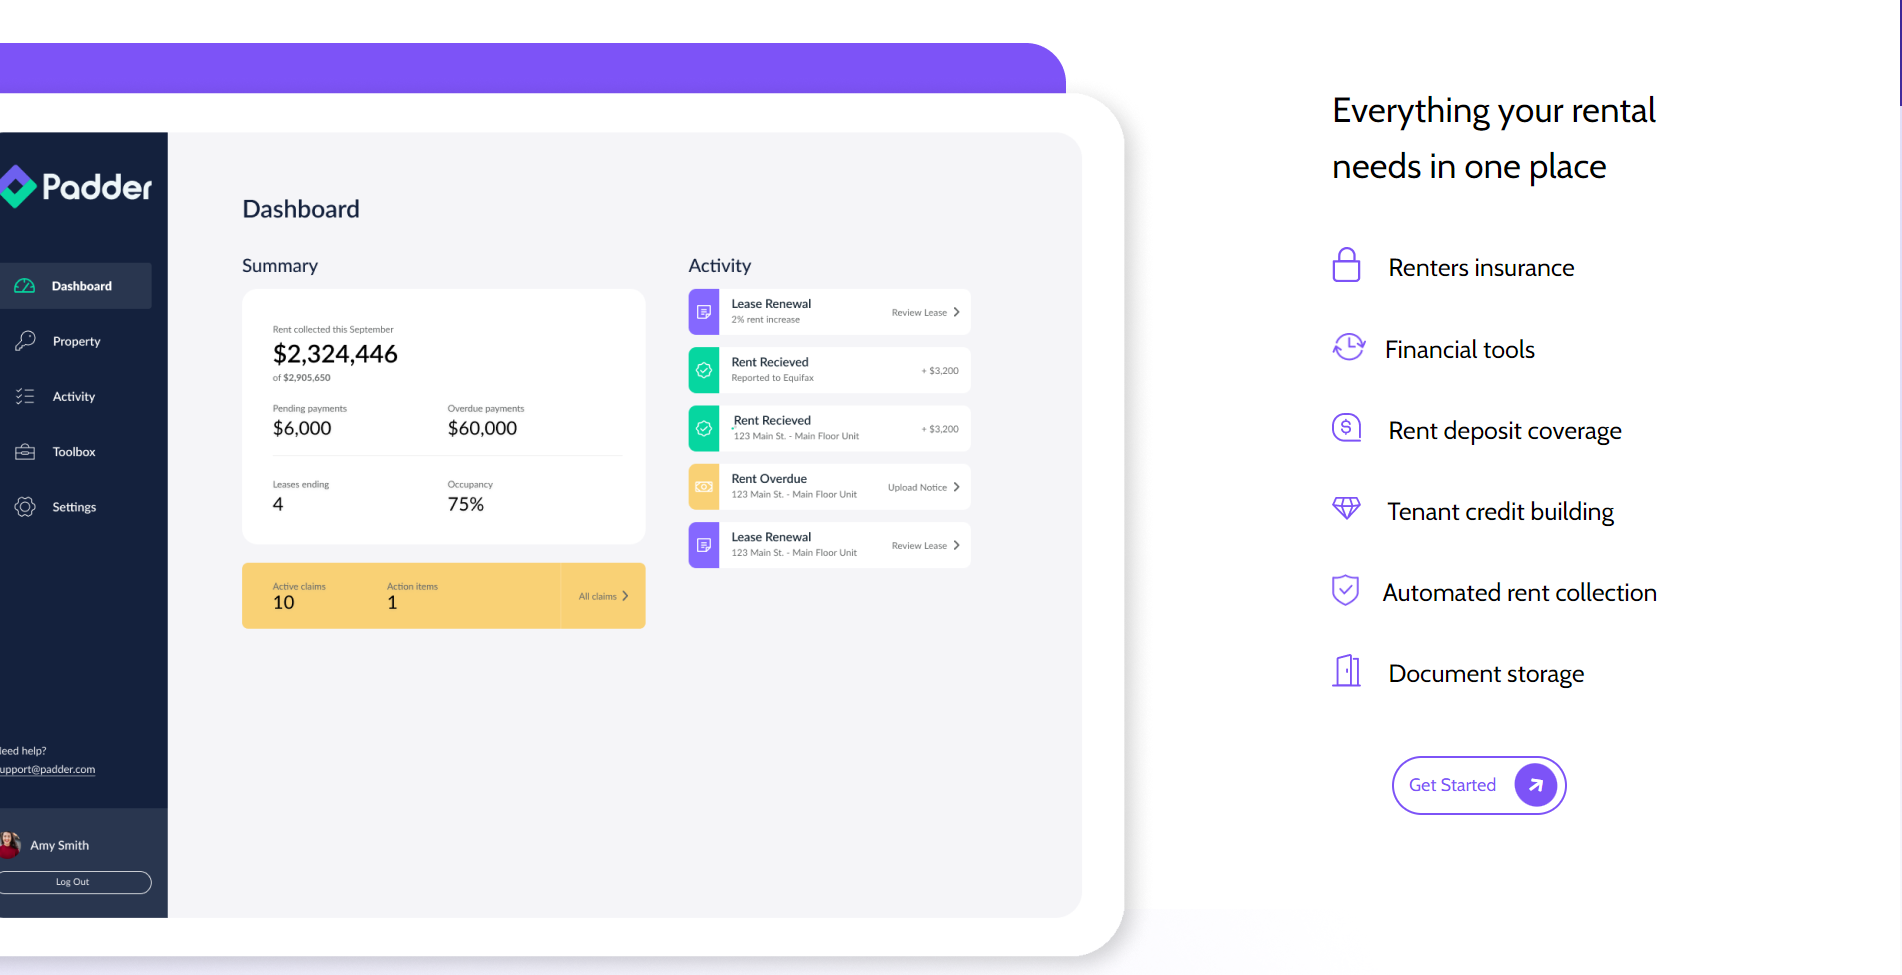 Padder
Dashboard
Property
Activity
Toolbox
Settings
help?
Amy Smith
Log Out
Dashboard
Summary
Rent collected this September
$2,324,446
of $2,905,650
Pending payments
$6,000
Overdue payments
$60,000
Leases ending
4
Occupancy
75%
Active claims
10
Action items
1
All claims
Activity
Lease Renewal
2% rent increase
Review Lease
Rent Recieved
Reported to Equifax
+ $3,200
Rent Recieved
123 Main St. - Main Floor Unit
+ $3,200
Rent Overdue
123 Main St. - Main Floor Unit
Upload Notice
Lease Renewal
123 Main St. - Main Floor Unit
Review Lease
Everything your rental
needs in one place
Renters insurance
Financial tools
Rent deposit coverage
Tenant credit building
Automated rent collection
Document storage
Get Started